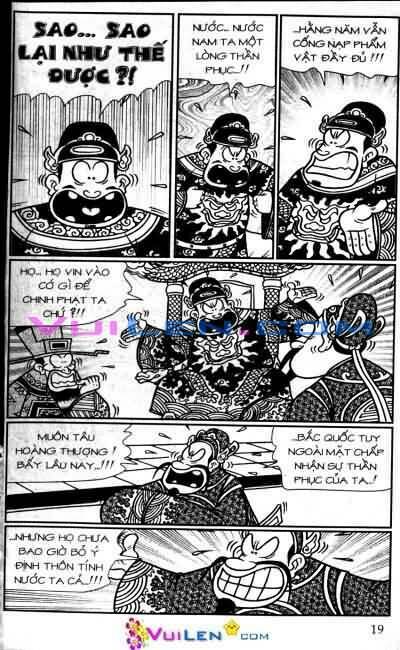 SAO... SAO
LẠI NHƯ THẾ
ĐƯỢC ?!
NƯỚC... NƯỚC
NAM TA MỘT
LÒNG THẦN
PHỤC...!!
...HẰNG NĂM VẪN
CỐNG NẠP PHẨM
VẬT ĐẦY ĐỦ !!!
HỌ... HỌ VIN VÀO
CỚ GÌ ĐỂ
CHINH PHẠT TA
CHỨ ?!!
VUILEN.COM
MUÔN TÂU
HOÀNG THƯỢNG !
BẤY LÂU NAY...!!!
...BẮC QUỐC TUY
NGOÀI MẶT CHẤP
NHẬN SỰ THẦN
PHỤC CỦA TA..!
...NHƯNG HỌ CHƯA
BAO GIỜ BỎ Ý
ĐỊNH THÔN TÍNH
NƯỚC TA CẢ...!!!
19
VUILEN.COM